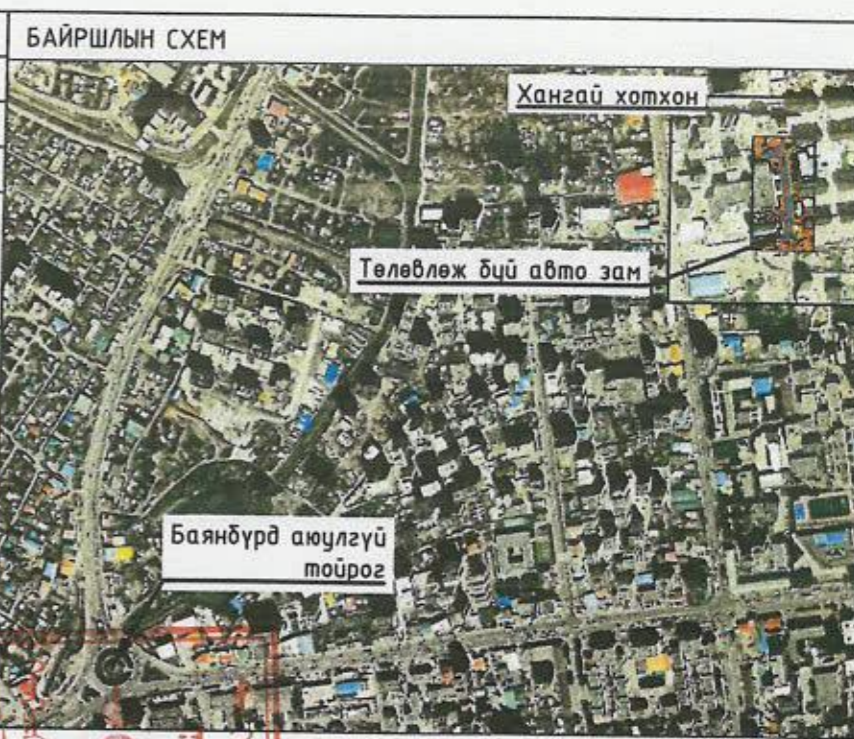 БАЙРШЛЫН СХЕМ
Хангай хотхон
Төлөвлөж буй авто зам
Баянбүрд аюулгүй
тойрог